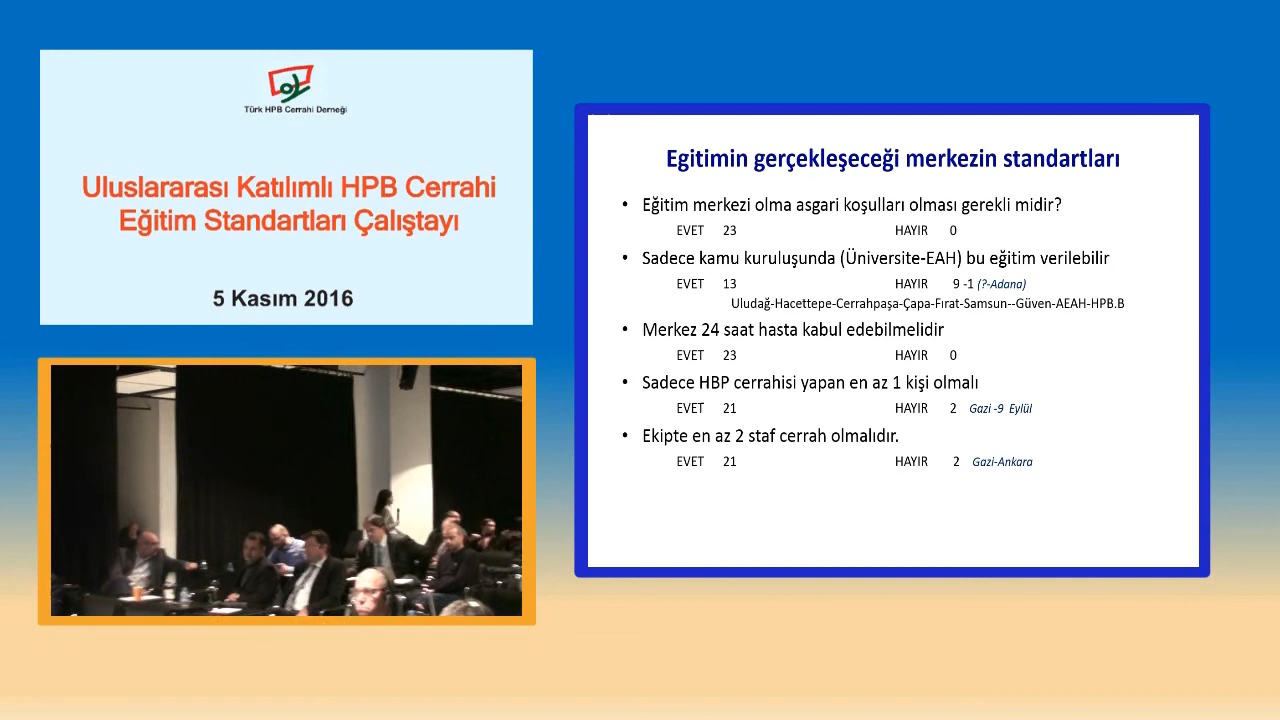 Türk HPB Cerrahi Derneği
Uluslararası Katılımlı HPB Cerrahi
Eğitim Standartları Çalıştayı
5 Kasım 2016
Egitimin gerçekleşeceği merkezin standartları
• Eğitim merkezi olma asgari koşulları olması gerekli midir?
EVET 23 HAYIR 0
• Sadece kamu kuruluşunda (Üniversite-EAH) bu eğitim verilebilir
EVET 13 HAYIR 9 -1 (?-Adana)
Uludağ-Hacettepe-Cerrahpaşa-Çapa-Fırat-Samsun--Güven-AEAH-HPB.B
• Merkez 24 saat hasta kabul edebilmelidir
EVET 23 HAYIR 0
• Sadece HBP cerrahisi yapan en az 1 kişi olmalı
EVET 21 HAYIR 2 Gazi -9 Eylül
• Ekipte en az 2 staf cerrah olmalıdır.
EVET 21 HAYIR 2 Gazi-Ankara